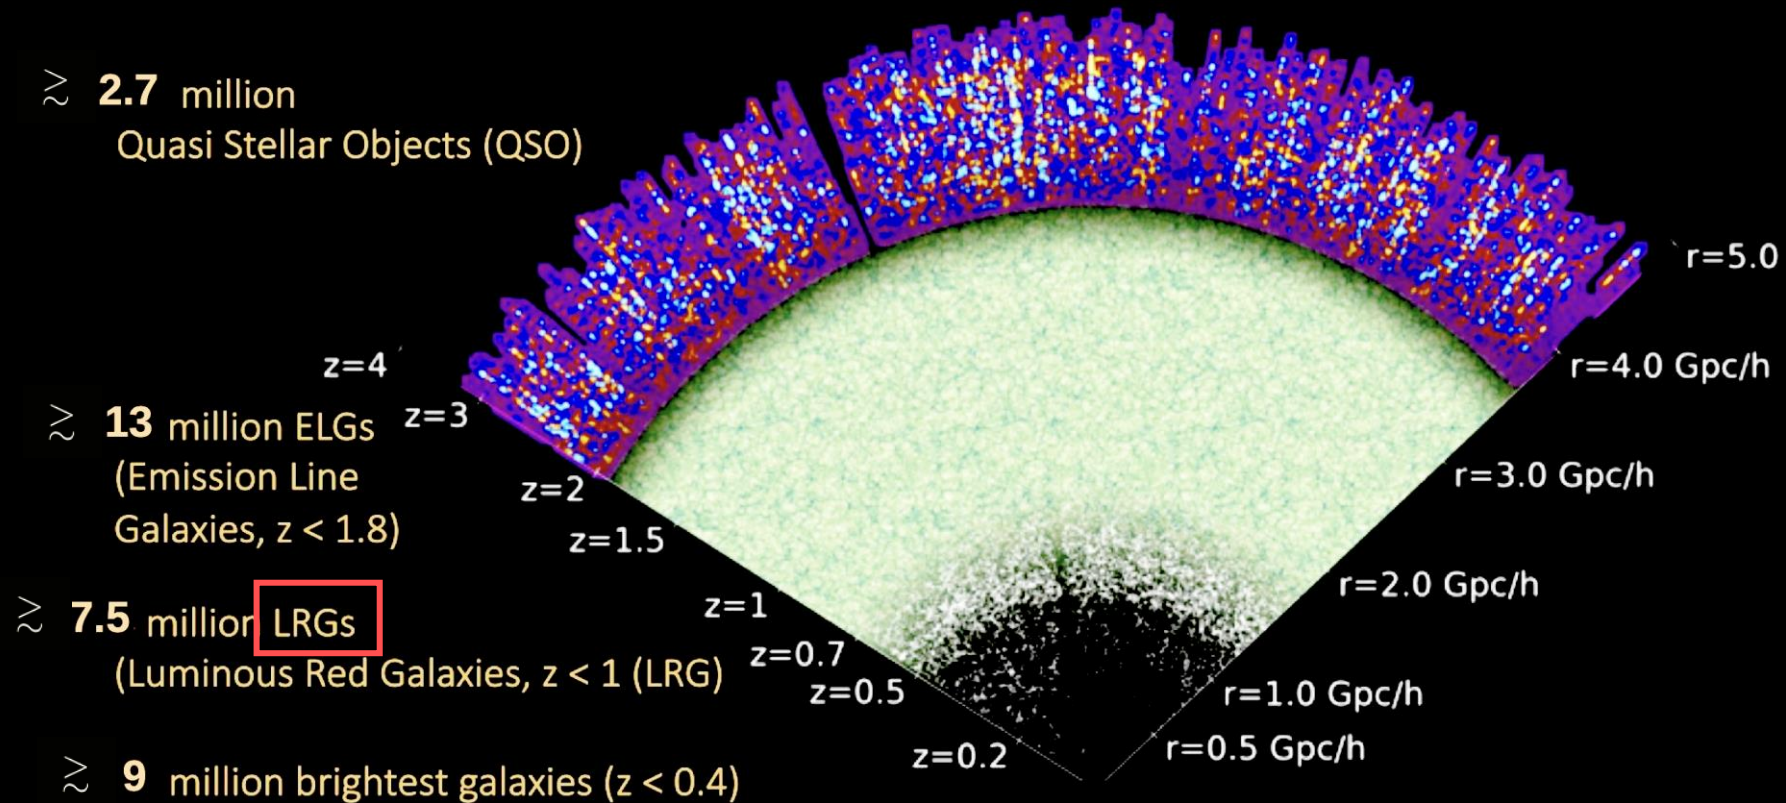 ≳ 2.7 million
Quasi Stellar Objects (QSO)
z=4
≳ 13 million ELGs
(Emission Line
Galaxies, z < 1.8)
z=3
z=2
z=1.5
≳ 7.5 million LRGs
(Luminous Red Galaxies, z < 1 (LRG)
z=1
z=0.7
z=0.5
≳ 9 million brightest galaxies (z < 0.4)
z=0.2
r=5.0
r=4.0 Gpc/h
r=3.0 Gpc/h
r=2.0 Gpc/h
r=1.0 Gpc/h
r=0.5 Gpc/h